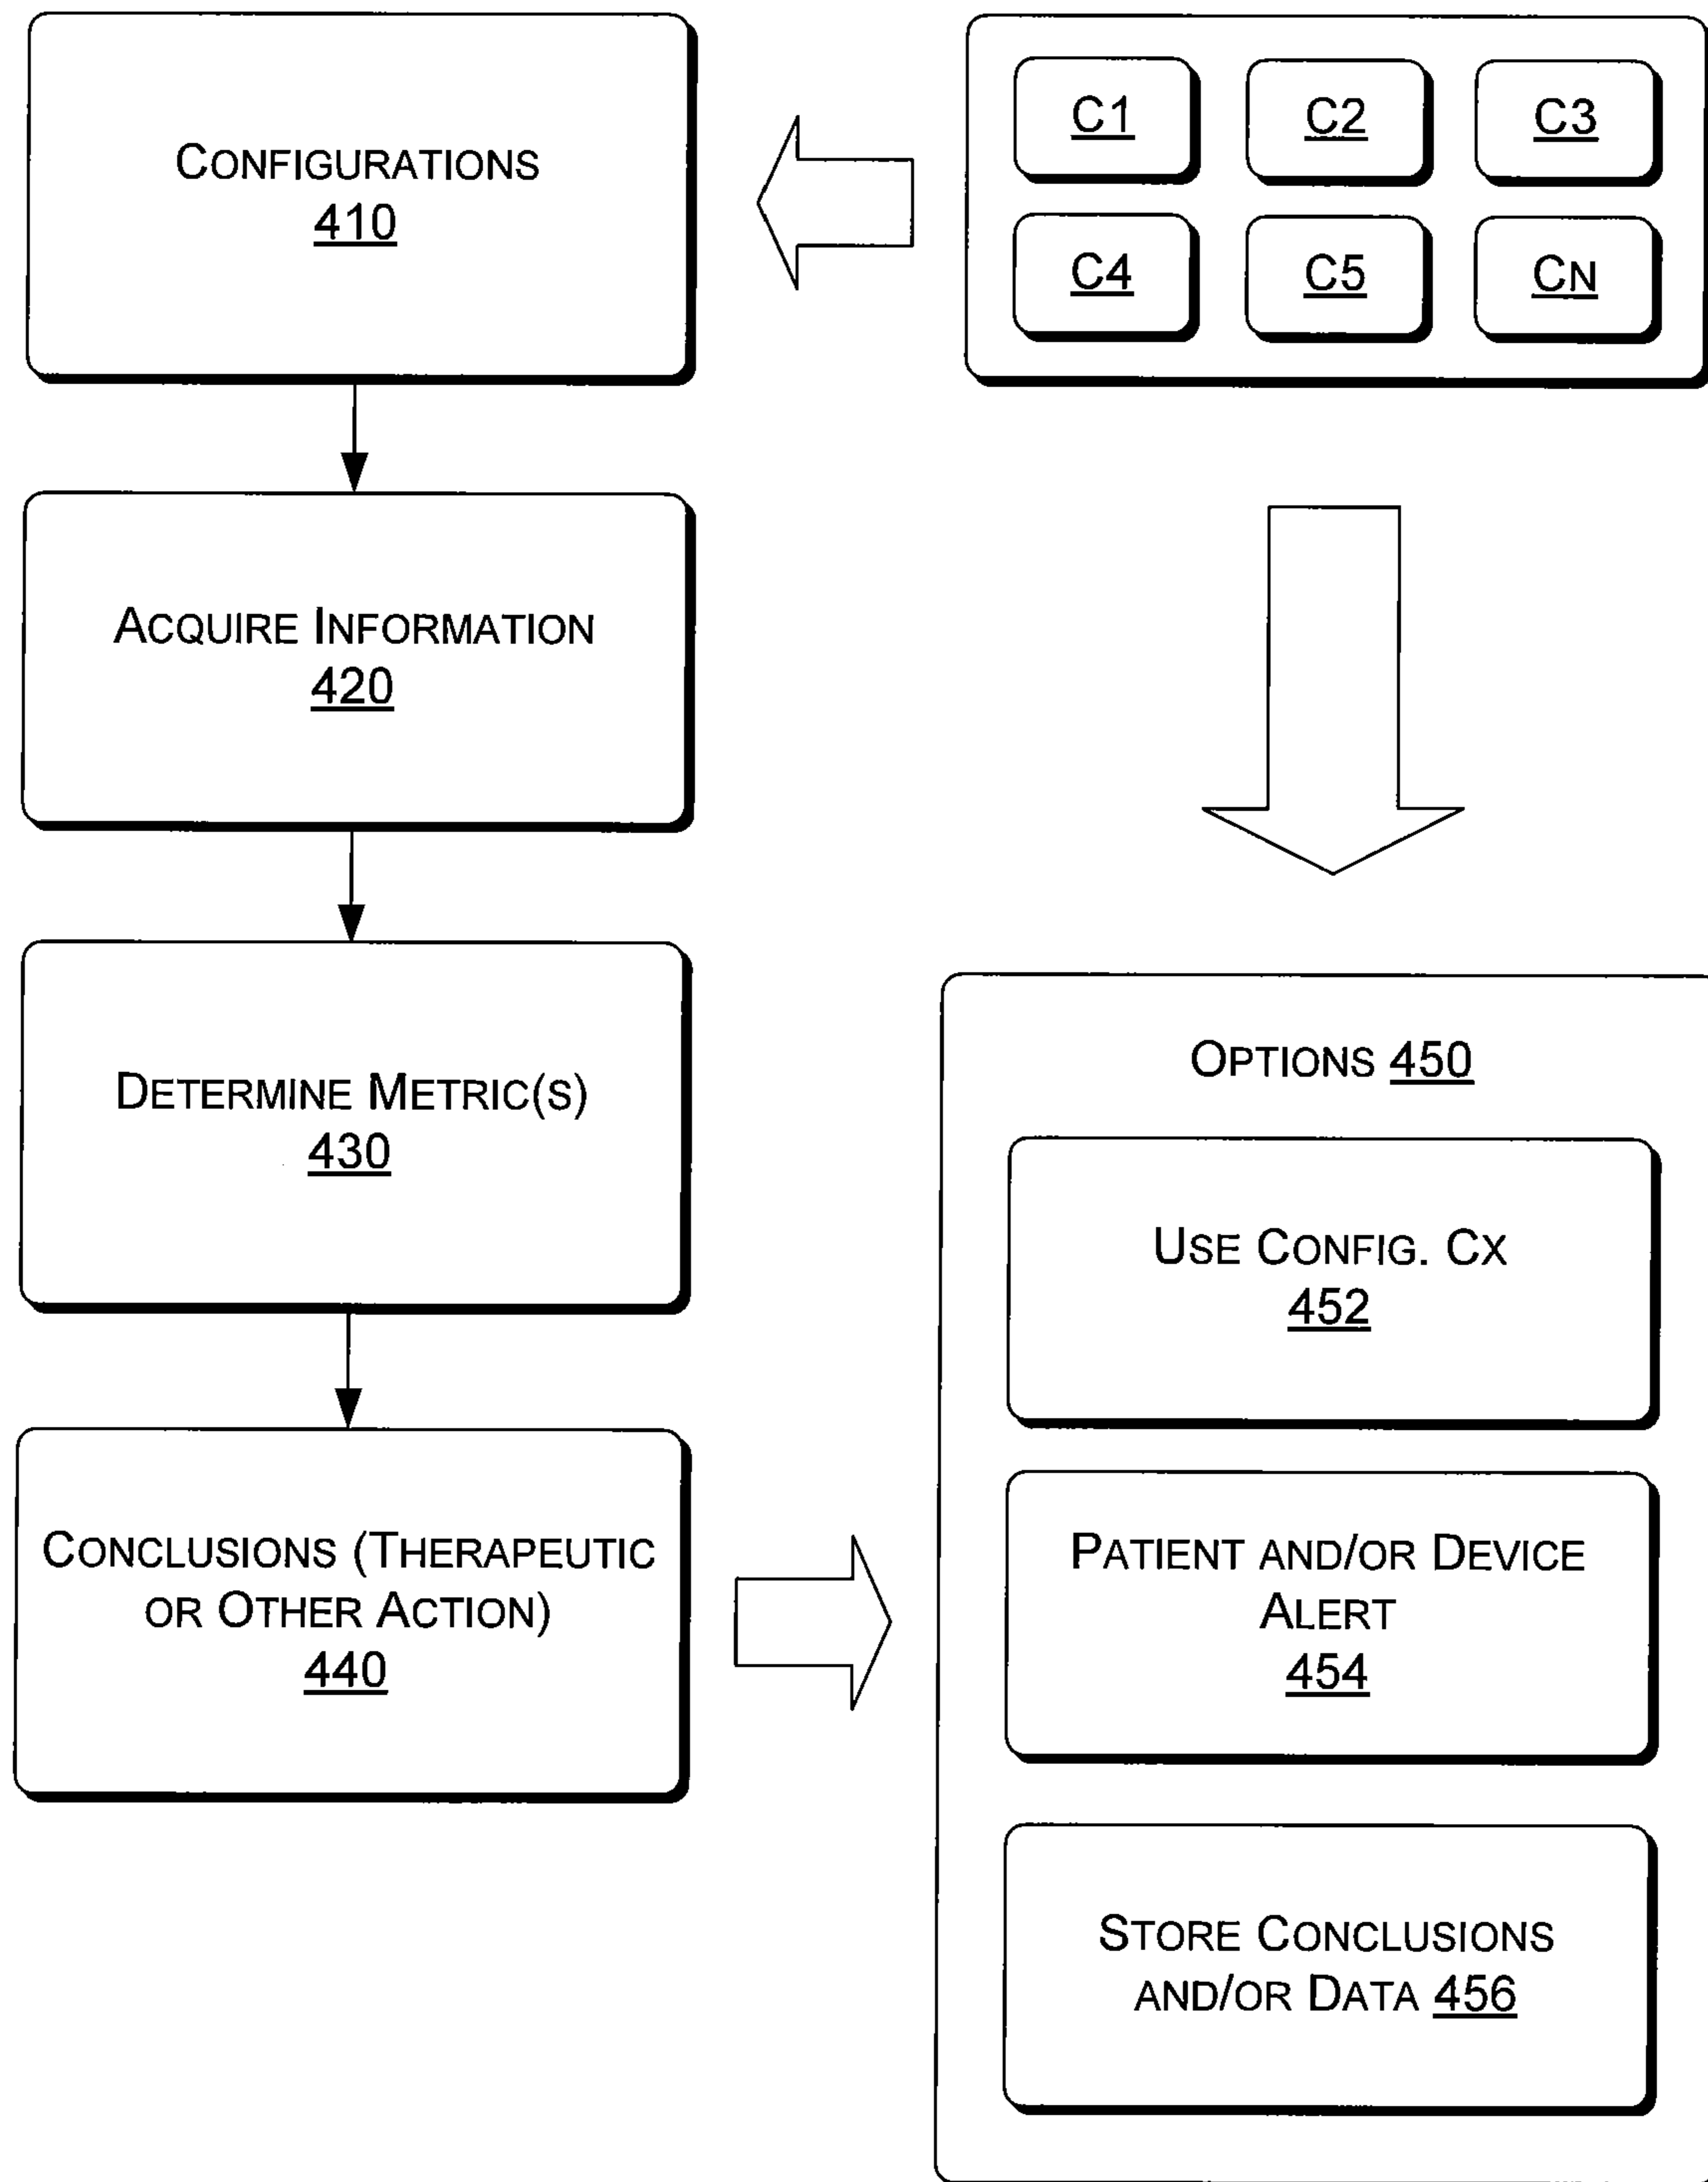 CONFIGURATIONS
410
C1
C2
C3
C4
C5
CN
ACQUIRE INFORMATION
420
DETERMINE METRIC(S)
430
CONCLUSIONS (THERAPEUTIC
OR OTHER ACTION)
440
OPTIONS 450
USE CONFIG. CX
452
PATIENT AND/OR DEVICE
ALERT
454
STORE CONCLUSIONS
AND/OR DATA 456